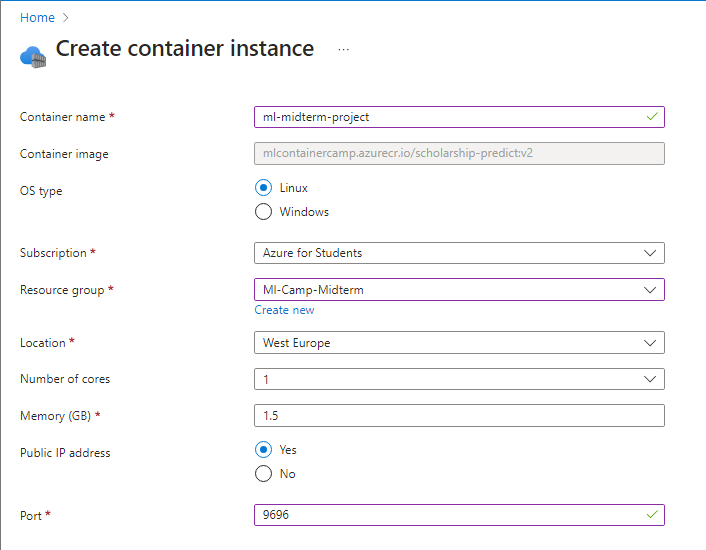 Home
Create container instance ...
Container name * ml-midterm-project
Container image mlcontainercamp.azurecr.io/scholarship-predict:v2
OS type Linux
Windows
Subscription * Azure for Students
Resource group * Ml-Camp-Midterm
Create new
Location * West Europe
Number of cores 1
Memory (GB) * 1.5
Public IP address Yes
No
Port * 9696